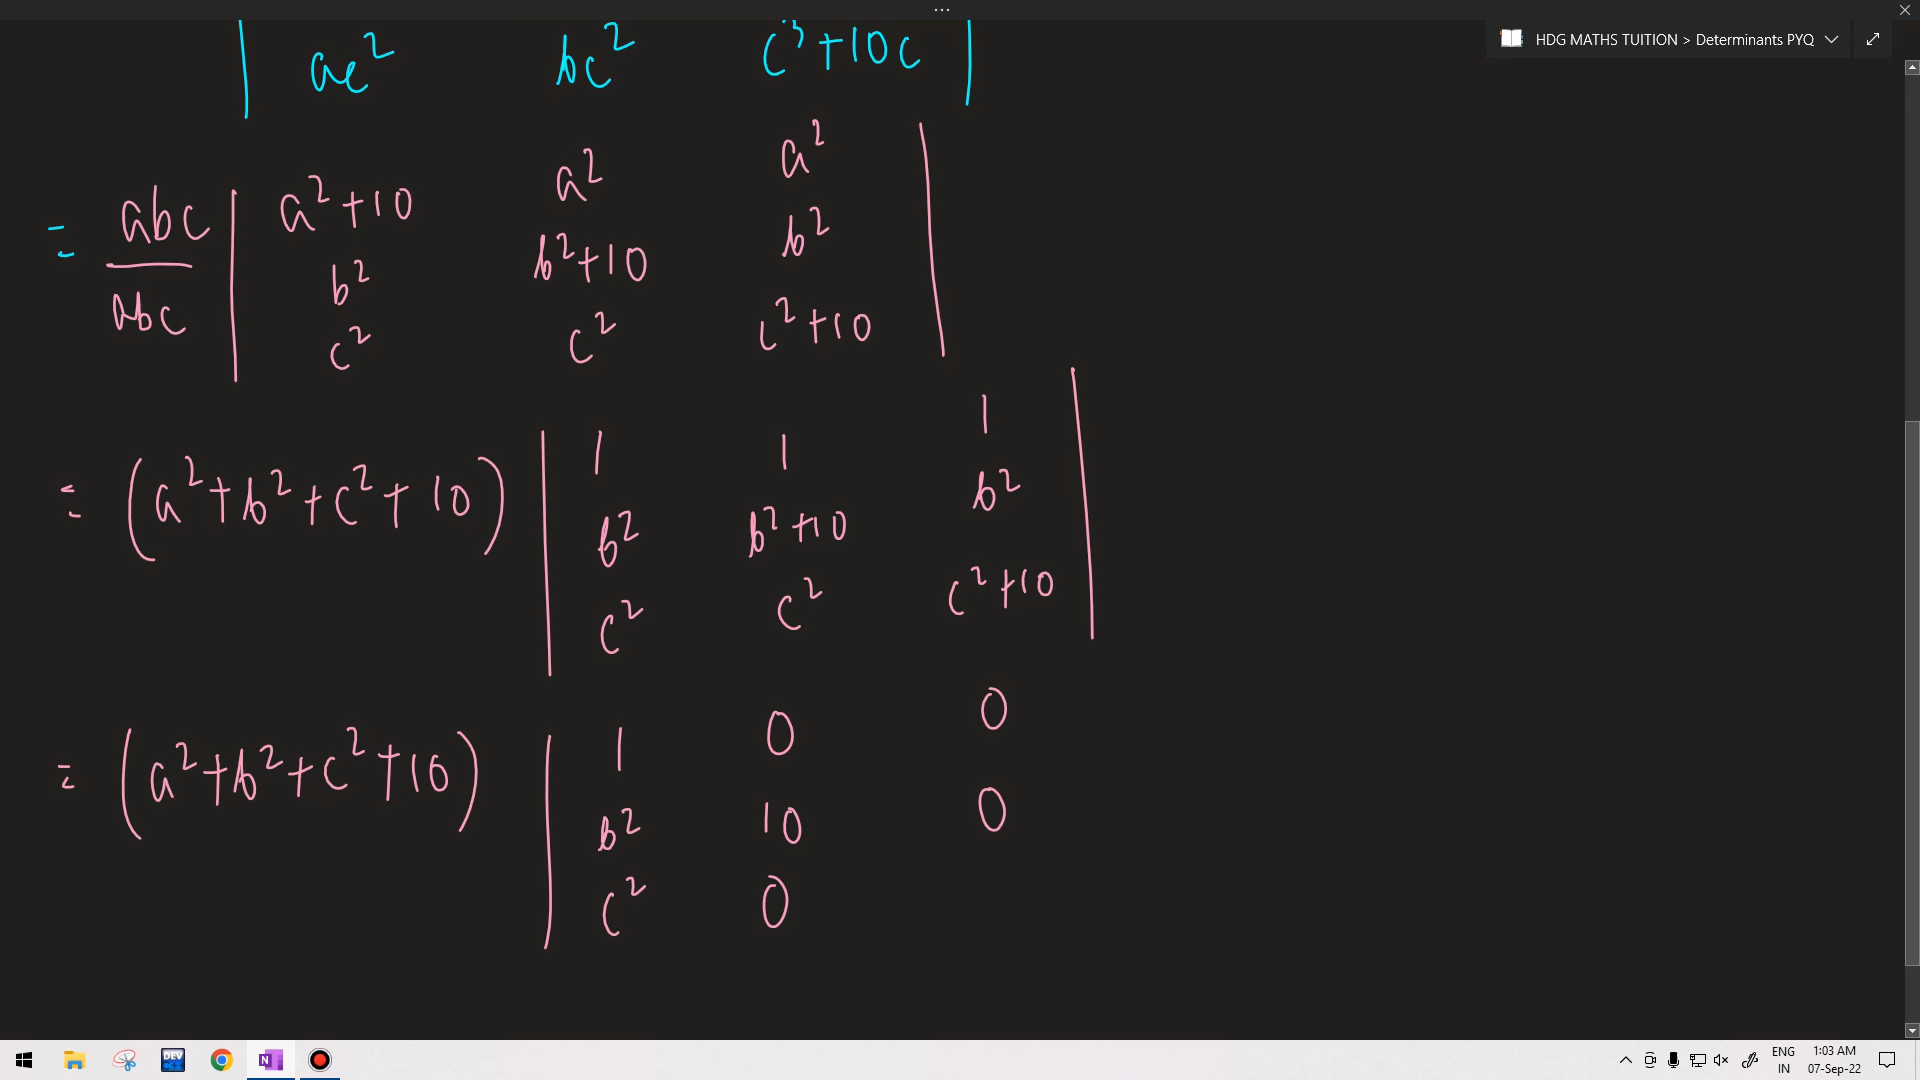 HDG MATHS TUITION > Determinants PYQ
ac² bc² c³+10c
= abc/abc | a²+10 a² a² |
b² b²+10 b²
c² c² c²+10
= (a²+b²+c²+10) | 1 1 1 |
b² b²+10 b²
c² c² c²+10
= (a²+b²+c²+10) | 1 0 0
b² 10 0
c² 0
DEV C++
N
ENG
IN
1:03 AM
07-Sep-22